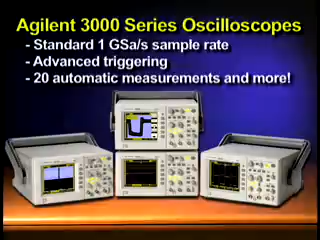 Agilent 3000 Series Oscilloscopes
- Standard 1 GSa/s sample rate
- Advanced triggering
- 20 automatic measurements and more!